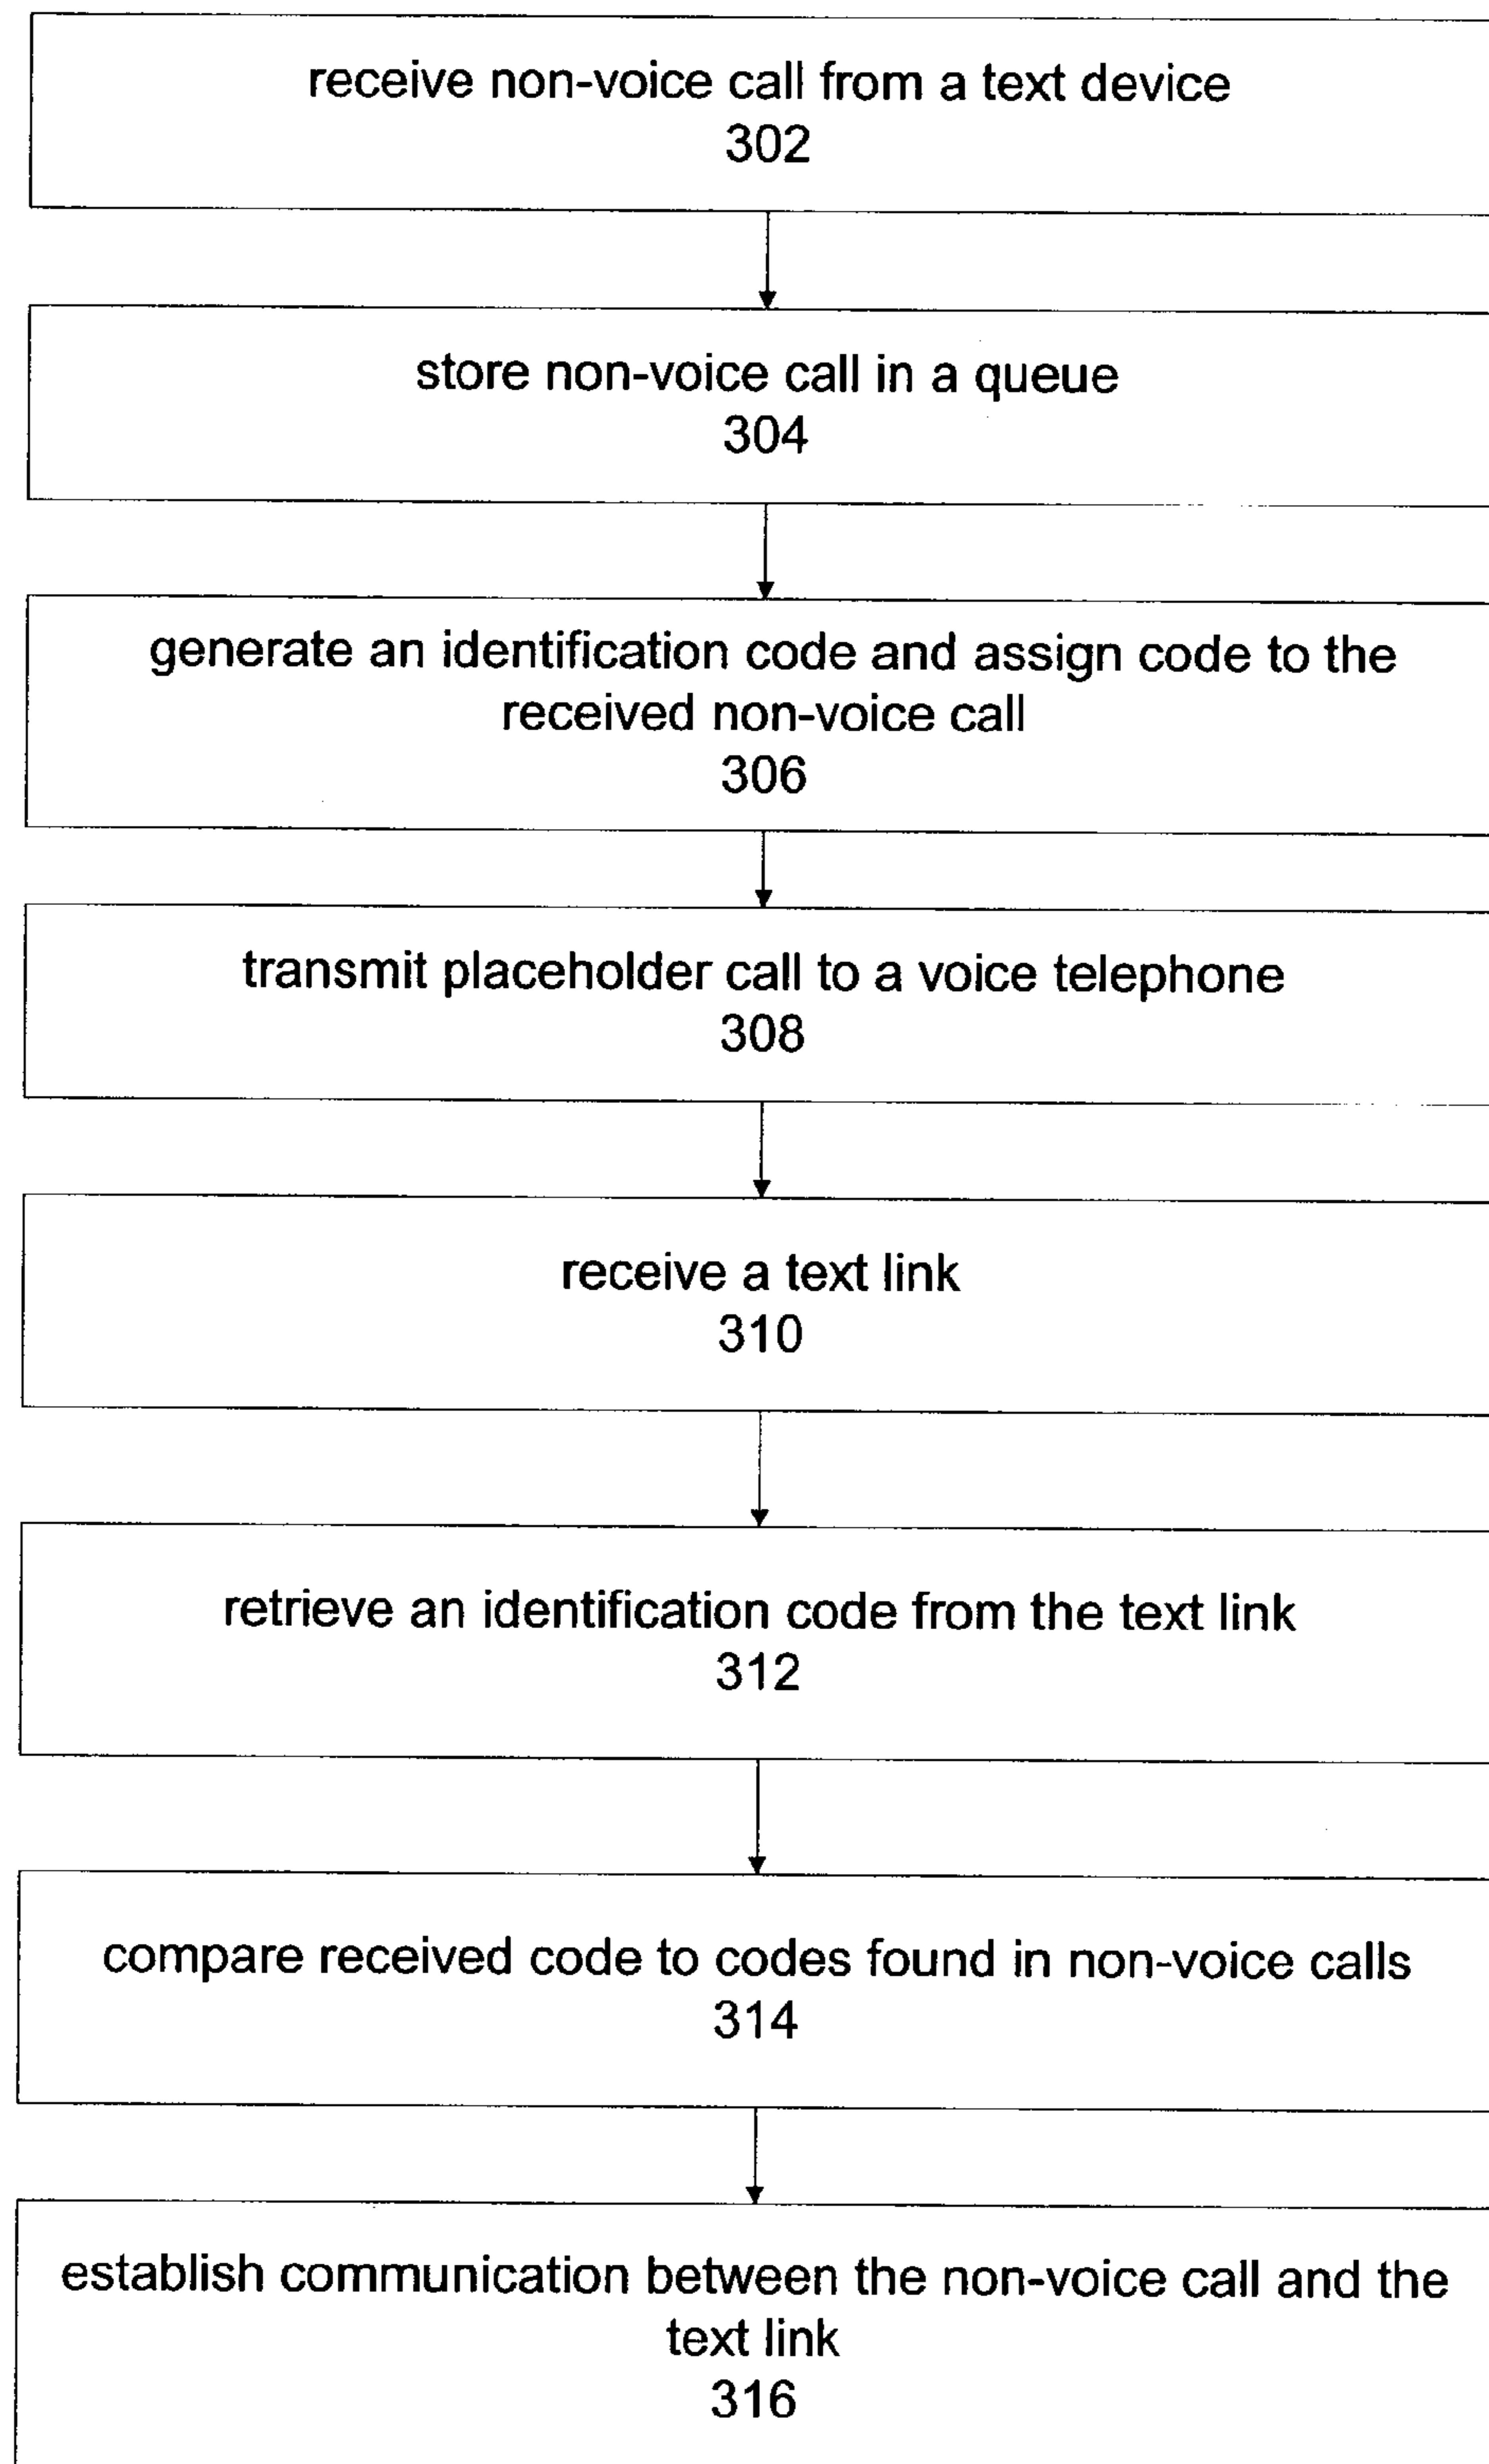 receive non-voice call from a text device
302
store non-voice call in a queue
304
generate an identification code and assign code to the
received non-voice call
306
transmit placeholder call to a voice telephone
308
receive a text link
310
retrieve an identification code from the text link
312
compare received code to codes found in non-voice calls
314
establish communication between the non-voice call and the
text link
316